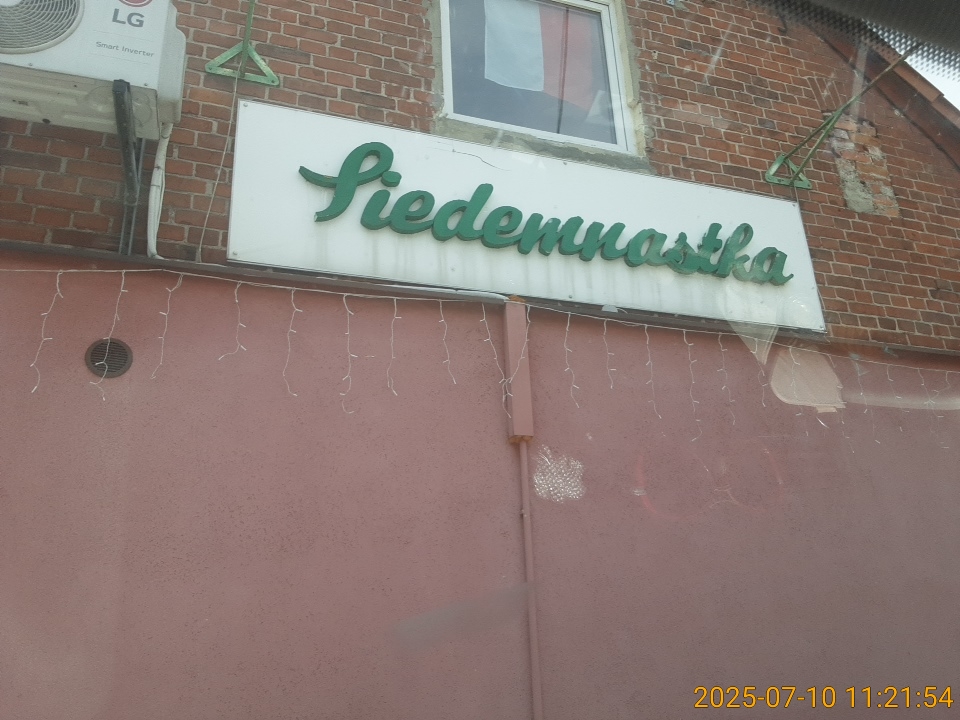 LG
Smart Inverter
Siedemnastka
2025-07-10 11:21:54